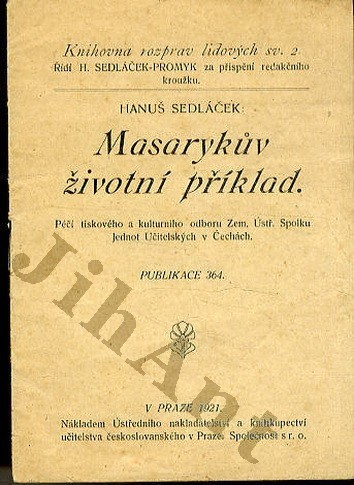 Knihovna rozprav lidových sv. 2
Řídí H. SEDLÁČEK-PROMYK za přispění redakčního
kroužku.
HANUŠ SEDLÁČEK:
Masarykův
životní příklad.
Péčí tiskového a kulturního odboru Zem. Ústř. Spolku
Jednot Učitelských v Čechách.
PUBLIKACE 364.
JihAnt
V PRAZE 1921.
Nákladem Ústředního nakladatelství a knihkupectví
učitelstva československého v Praze. Společnost s r. o.